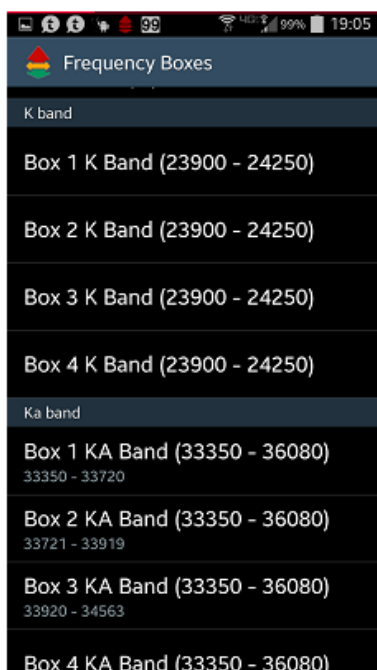 99 4G 99% 19:05
Frequency Boxes
K band
Box 1 K Band (23900 - 24250)
Box 2 K Band (23900 - 24250)
Box 3 K Band (23900 - 24250)
Box 4 K Band (23900 - 24250)
Ka band
Box 1 KA Band (33350 - 36080)
33350 - 33720
Box 2 KA Band (33350 - 36080)
33721 - 33919
Box 3 KA Band (33350 - 36080)
33920 - 34563
Box 4 KA Band (33350 - 36080)